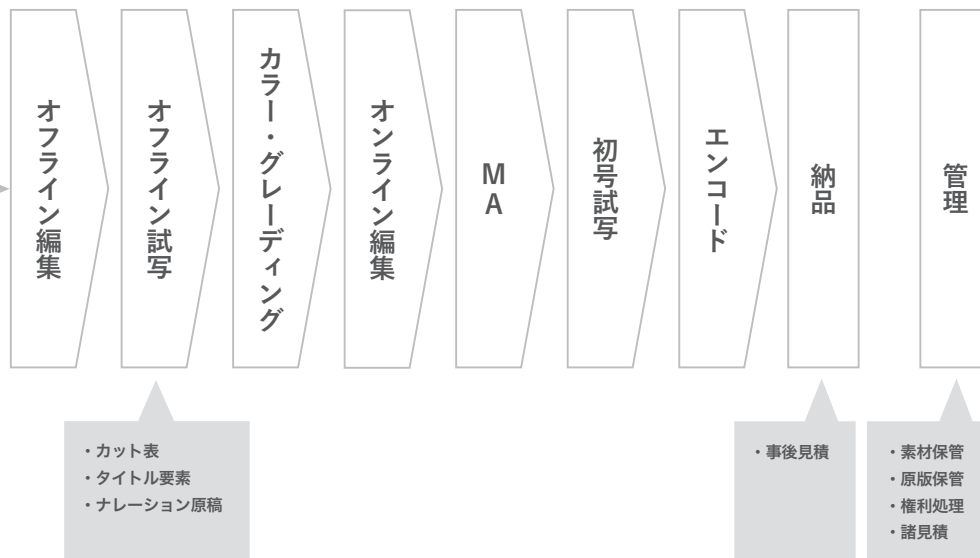 オフライン編集
オフライン試写
カラー・グレーディング
オンライン編集
MA
初号試写
エンコード
納品
管理
・カット表
・タイトル要素
・ナレーション原稿
・事後見積
・素材保管
・原版保管
・権利処理
・諸見積